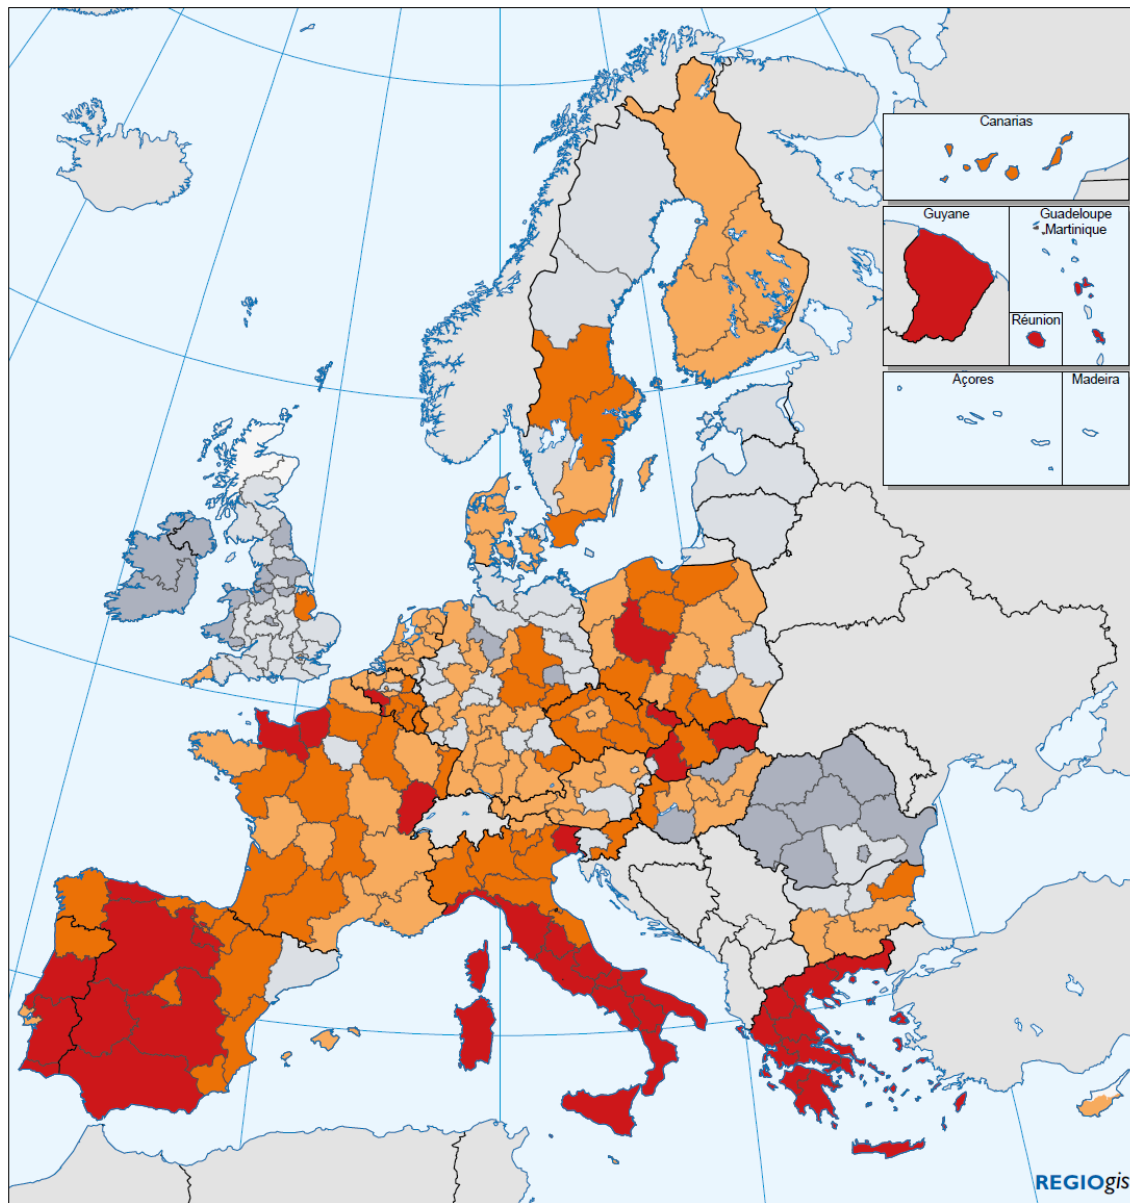 Canarias
Guyane
Guadeloupe
Martinique
Réunion
Açores
Madeira
REGIOgis